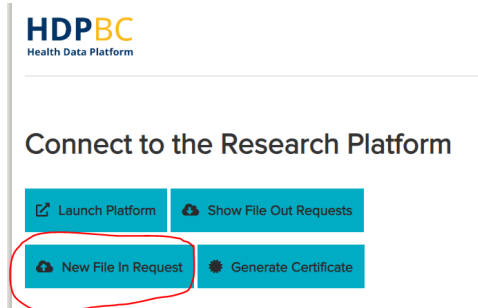 HDPBC
Health Data Platform
Connect to the Research Platform
Launch Platform Show File Out Requests
New File In Request Generate Certificate